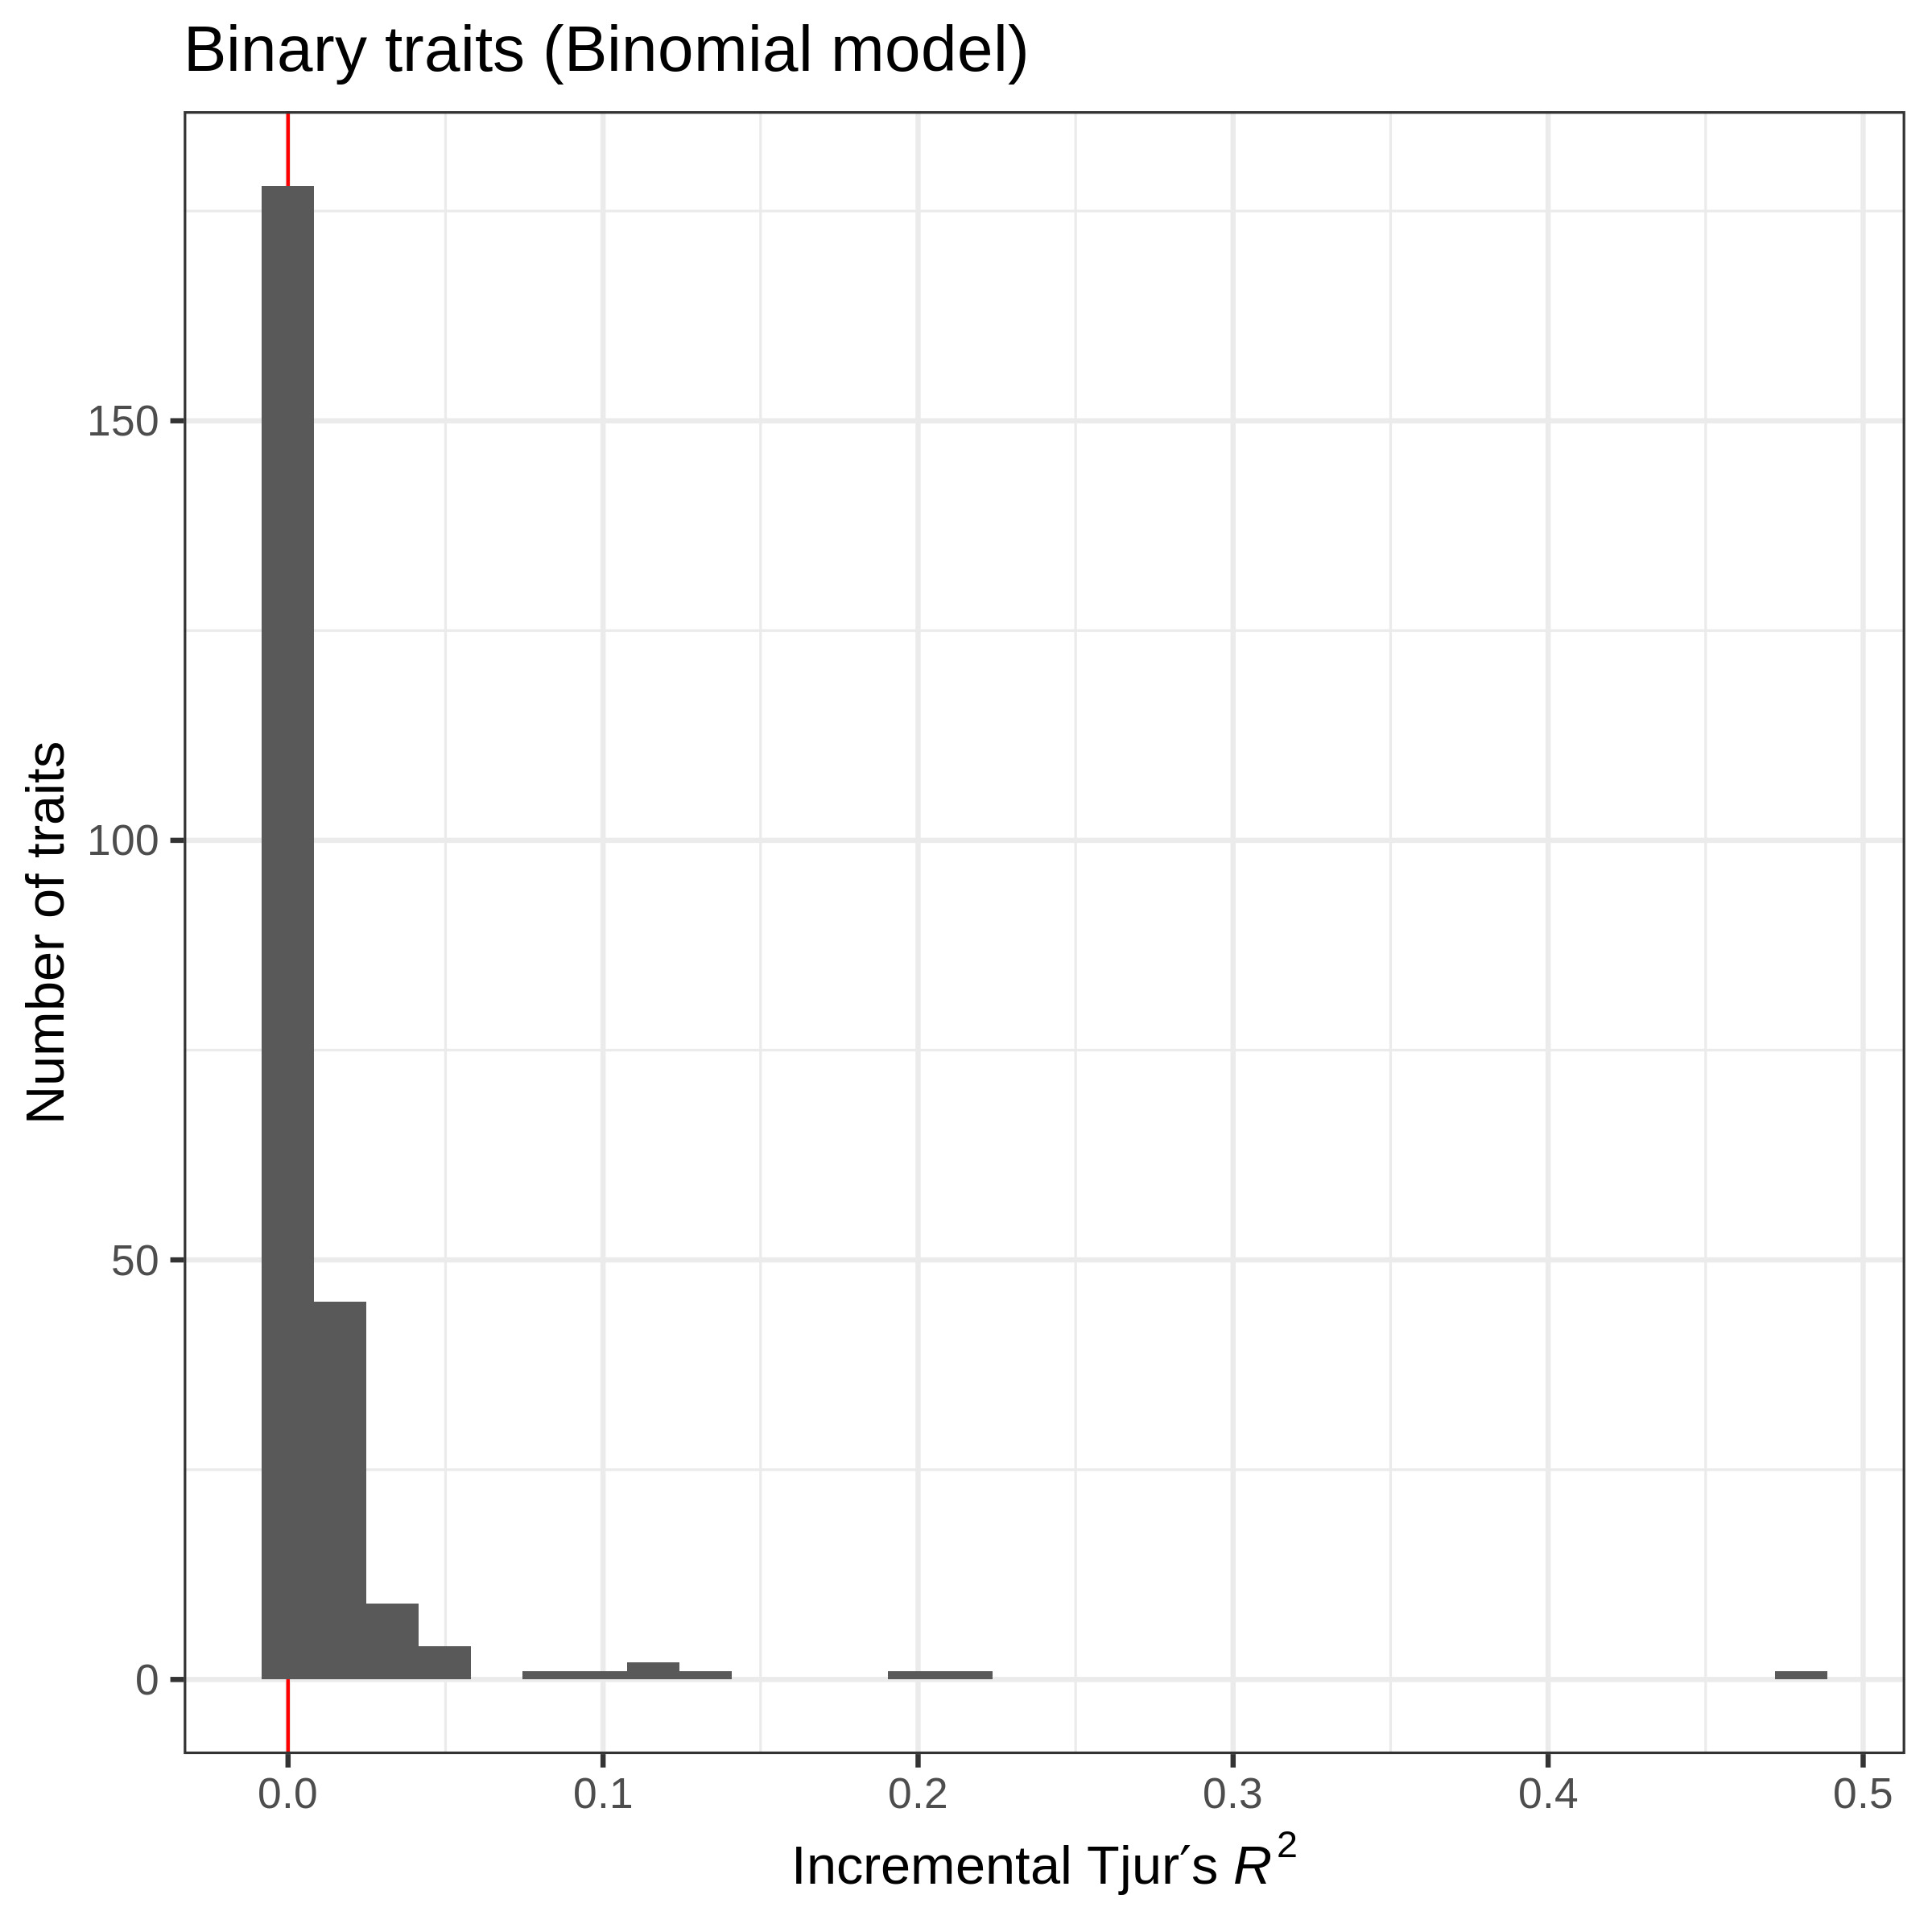 Binary traits (Binomial model)
Number of traits
150
100
50
0
0.0 0.1 0.2 0.3 0.4 0.5
Incremental Tjur´s R²